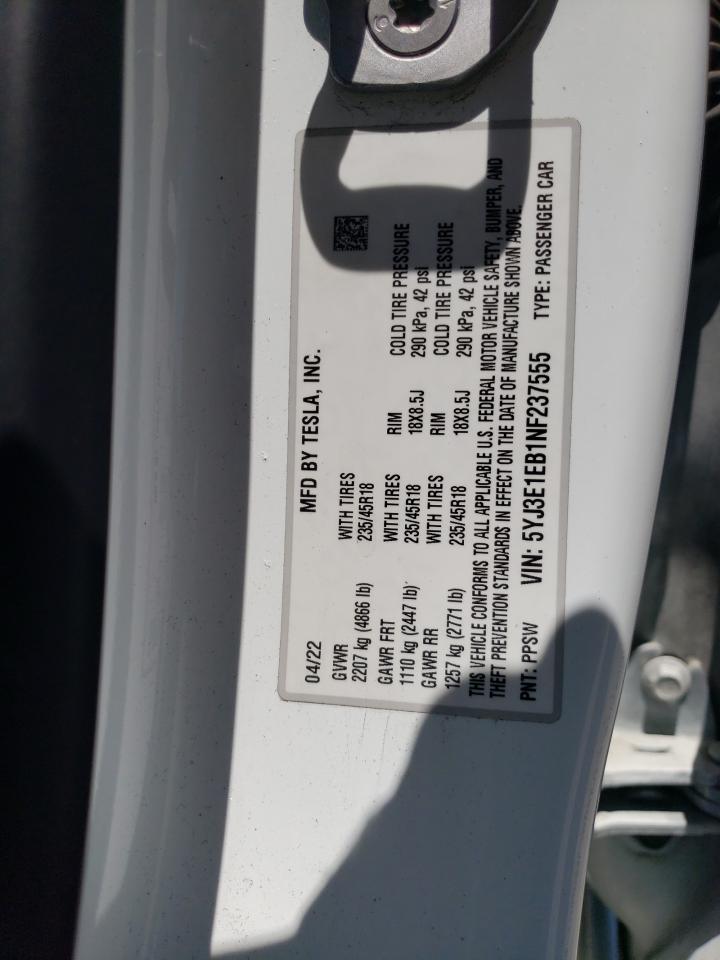 04/22 MFD BY TESLA, INC.
GVWR WITH TIRES
2207 kg (4866 lb) 235/45R18
GAWR FRT WITH TIRES RIM COLD TIRE PRESSURE
1110 kg (2447 lb) 235/45R18 18X8.5J 290 kPa, 42 psi
GAWR RR WITH TIRES RIM COLD TIRE PRESSURE
1257 kg (2771 lb) 235/45R18 18X8.5J 290 kPa, 42 psi
THIS VEHICLE CONFORMS TO ALL APPLICABLE U.S. FEDERAL MOTOR VEHICLE SAFETY, BUMPER, AND
THEFT PREVENTION STANDARDS IN EFFECT ON THE DATE OF MANUFACTURE SHOWN ABOVE.
PNT: PPSW VIN: 5YJ3E1EB1NF237555 TYPE: PASSENGER CAR